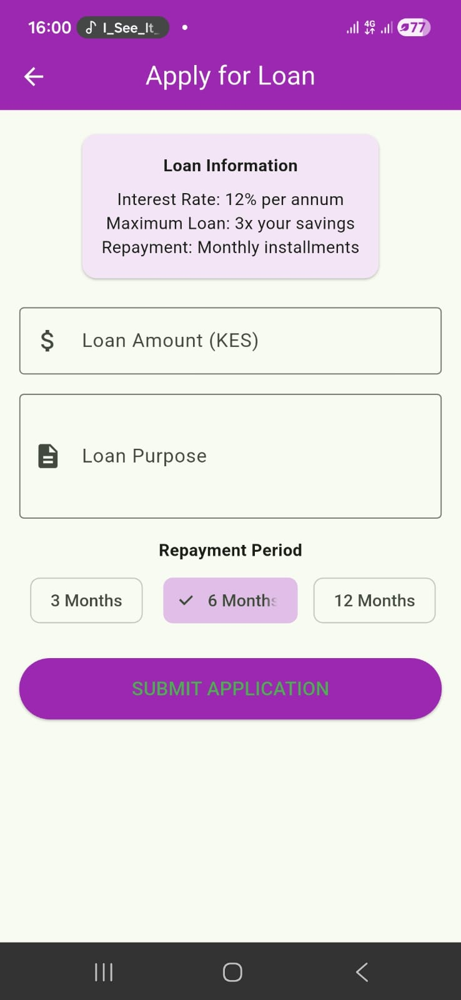 16:00 I_See_It_ 4G 77
Apply for Loan
Loan Information
Interest Rate: 12% per annum
Maximum Loan: 3x your savings
Repayment: Monthly installments
$ Loan Amount (KES)
Loan Purpose
Repayment Period
3 Months 6 Months 12 Months
SUBMIT APPLICATION